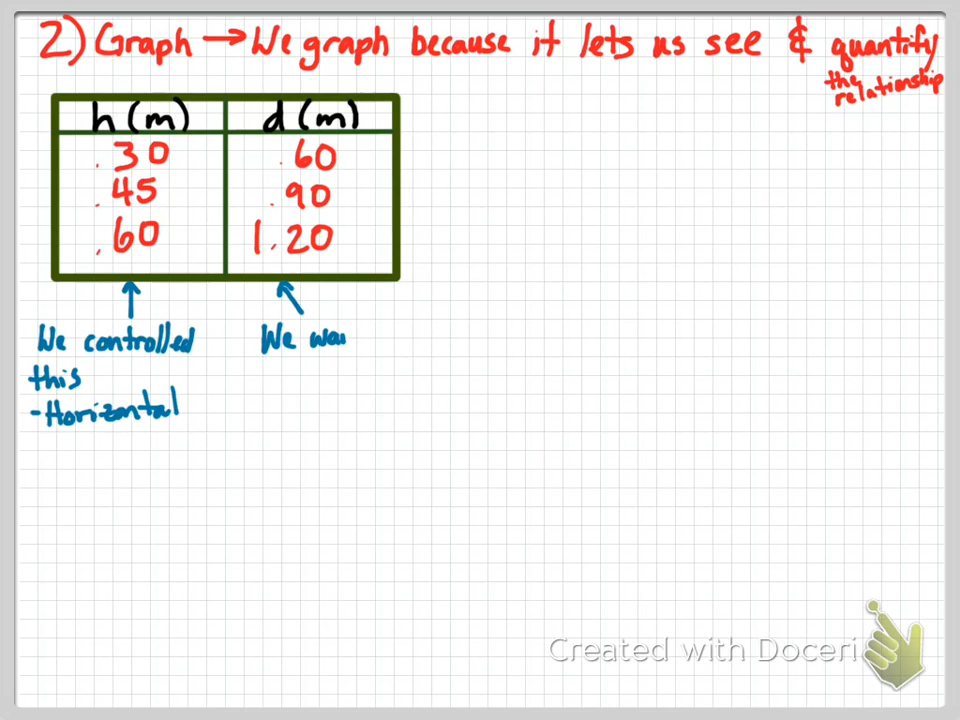 2) Graph → We graph because it lets us see & quantify
the
relationship
h (m) d (m)
.30 .60
.45 .90
.60 1.20
We controlled We wa
this
-Horizontal
Created with Doceri